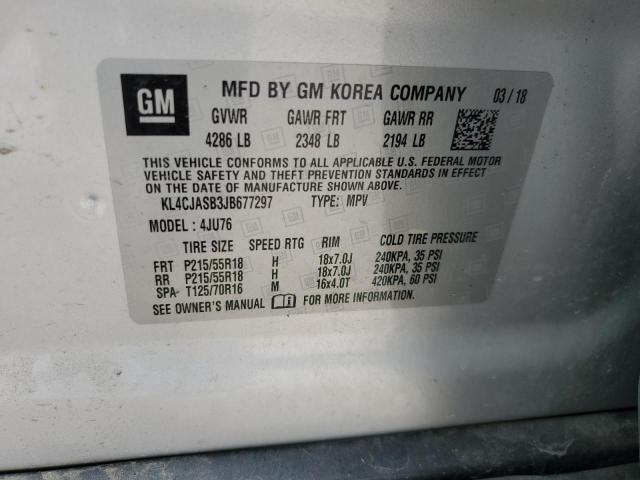 GM MFD BY GM KOREA COMPANY 03/18
GVWR GAWR FRT GAWR RR
4286 LB 2348 LB 2194 LB
THIS VEHICLE CONFORMS TO ALL APPLICABLE U.S. FEDERAL MOTOR
VEHICLE SAFETY AND THEFT PREVENTION STANDARDS IN EFFECT ON
THE DATE OF MANUFACTURE SHOWN ABOVE.
KL4CJASB3JB677297 TYPE: MPV
MODEL: 4JU76
TIRE SIZE SPEED RTG RIM COLD TIRE PRESSURE
FRT P215/55R18 H 18x7.0J 240KPA, 35 PSI
RR P215/55R18 H 18x7.0J 240KPA, 35 PSI
SPA T125/70R16 M 16x4.0T 420KPA, 60 PSI
SEE OWNER'S MANUAL FOR MORE INFORMATION.